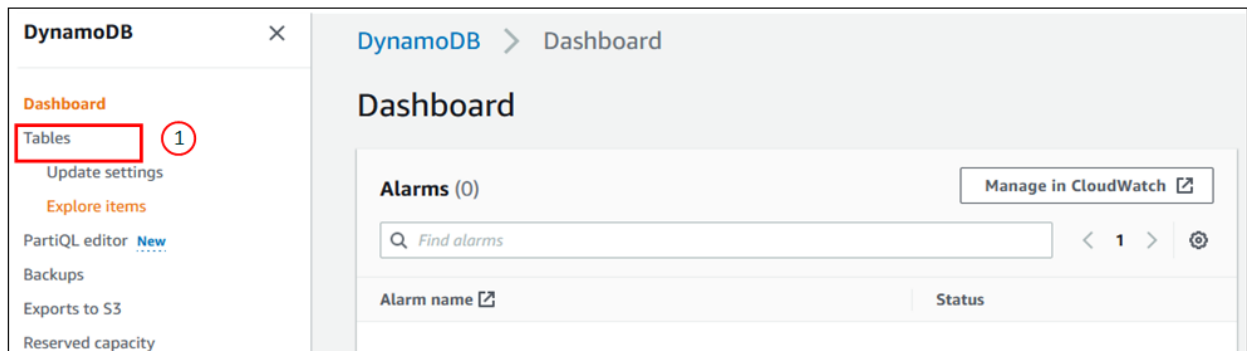 DynamoDB
Dashboard
Tables
1
Update settings
Explore items
PartiQL editor New
Backups
Exports to S3
Reserved capacity
DynamoDB > Dashboard
Dashboard
Alarms (0)
Manage in CloudWatch
Find alarms
< 1 >
Alarm name Status